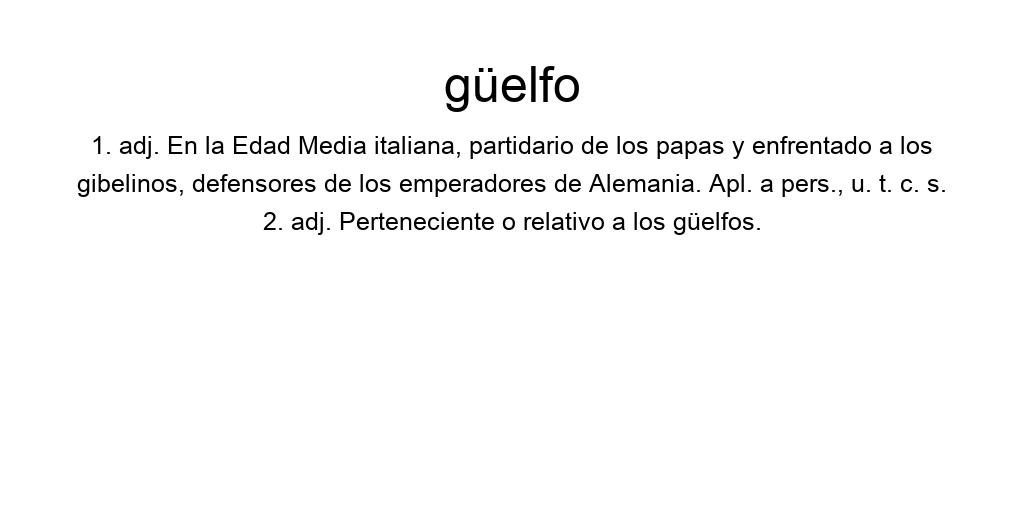 güelfo
1. adj. En la Edad Media italiana, partidario de los papas y enfrentado a los
gibelinos, defensores de los emperadores de Alemania. Apl. a pers., u. t. c. s.
2. adj. Perteneciente o relativo a los güelfos.